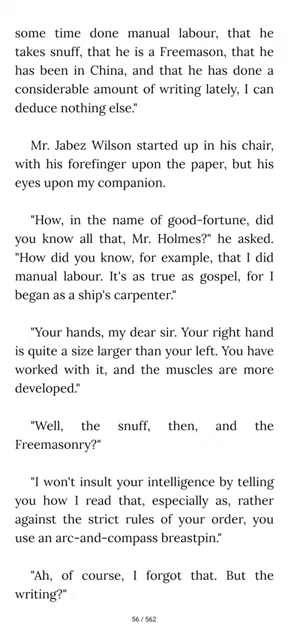 some time done manual labour, that he
takes snuff, that he is a Freemason, that he
has been in China, and that he has done a
considerable amount of writing lately, I can
deduce nothing else."
Mr. Jabez Wilson started up in his chair,
with his forefinger upon the paper, but his
eyes upon my companion.
"How, in the name of good-fortune, did
you know all that, Mr. Holmes?" he asked.
"How did you know, for example, that I did
manual labour. It's as true as gospel, for I
began as a ship's carpenter."
"Your hands, my dear sir. Your right hand
is quite a size larger than your left. You have
worked with it, and the muscles are more
developed."
"Well, the snuff, then, and the
Freemasonry?"
"I won't insult your intelligence by telling
you how I read that, especially as, rather
against the strict rules of your order, you
use an arc-and-compass breastpin."
"Ah, of course, I forgot that. But the
writing?"
56 / 562